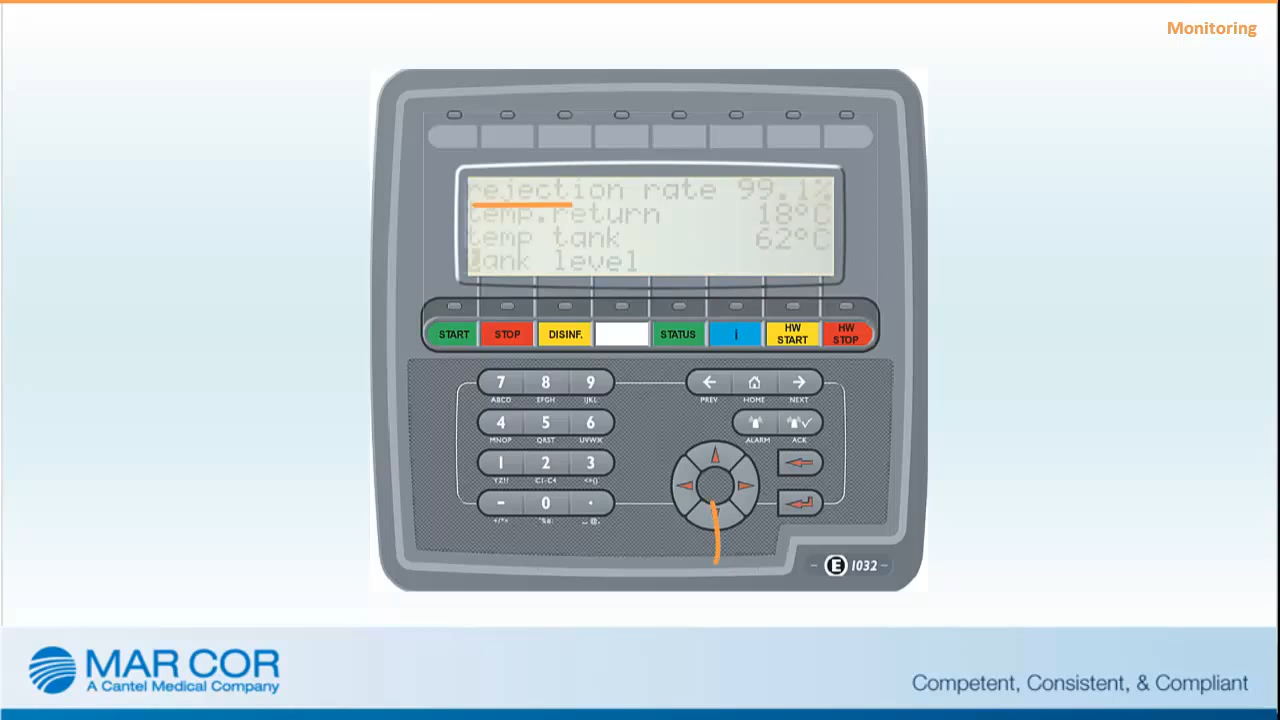 Monitoring
rejection rate 99.1%
temp.return 18°C
temp tank 62°C
tank level
START STOP DISINF. STATUS i HW START HW STOP
7 8 9
ABCD EFGH IJKL
PREV HOME NEXT
4 5 6
MNOP QRST UVWX
ALARM ACK
1 2 3
YZ!! C1-C4 <>()
- 0 .
+/*= "%&: _@,
E 1032
MAR COR
A Cantel Medical Company
Competent, Consistent, & Compliant